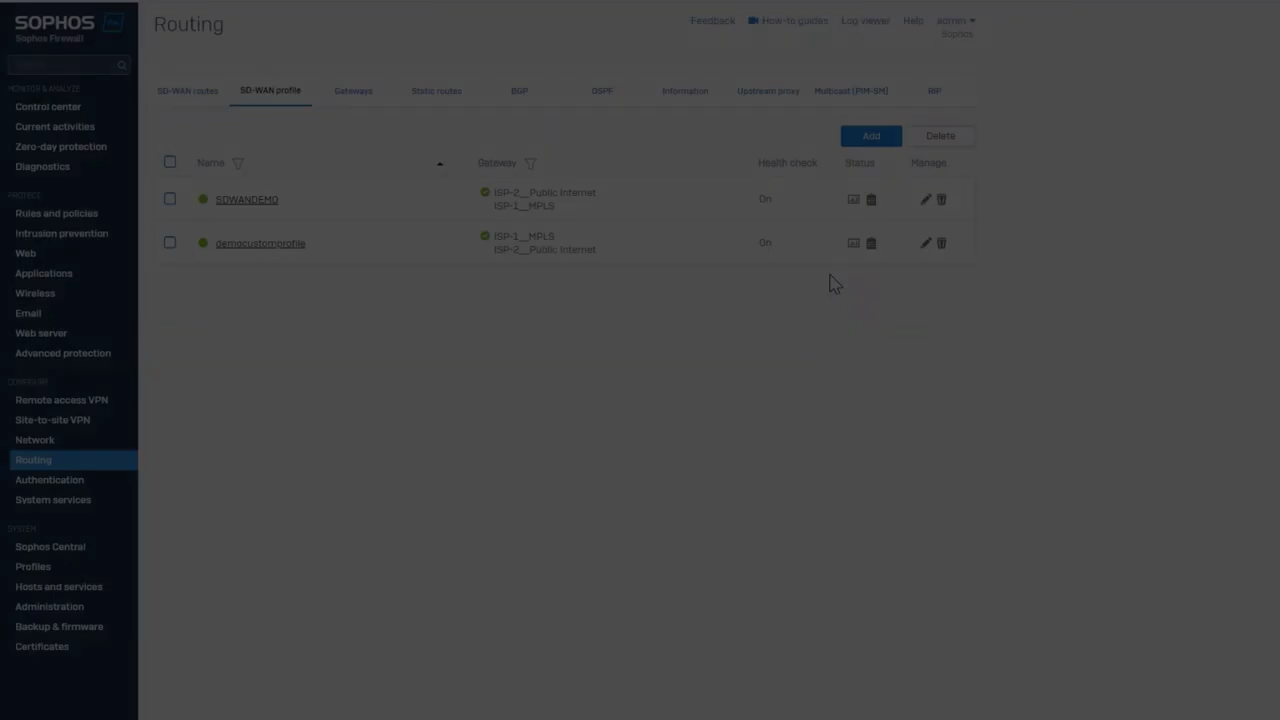 SOPHOS
Sophos Firewall
MONITOR & ANALYZE
Control center
Current activities
Zero-day protection
Diagnostics
PROTECT
Rules and policies
Intrusion prevention
Web
Applications
Wireless
Email
Web server
Advanced protection
CONFIGURE
Remote access VPN
Site-to-site VPN
Network
Routing
Authentication
System services
SYSTEM
Sophos Central
Profiles
Hosts and services
Administration
Backup & firmware
Certificates
Routing
Feedback How-to guides Log viewer Help admin
Sophos
SD-WAN routes SD-WAN profile Gateways Static routes BGP OSPF Information Upstream proxy Multicast (PIM-SM) RIP
Add Delete
Name Gateway Health check Status Manage
SDWANDEMO ISP-2__Public Internet On
ISP-1__MPLS
democustomprofile ISP-1__MPLS On
ISP-2__Public Internet